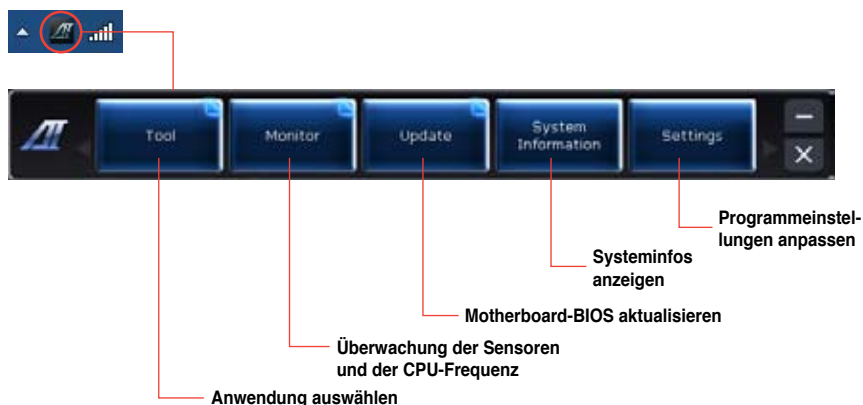 Tool
Monitor
Update
System
Information
Settings
Programmeinstel-
lungen anpassen
Systeminfos
anzeigen
Motherboard-BIOS aktualisieren
Überwachung der Sensoren
und der CPU-Frequenz
Anwendung auswählen